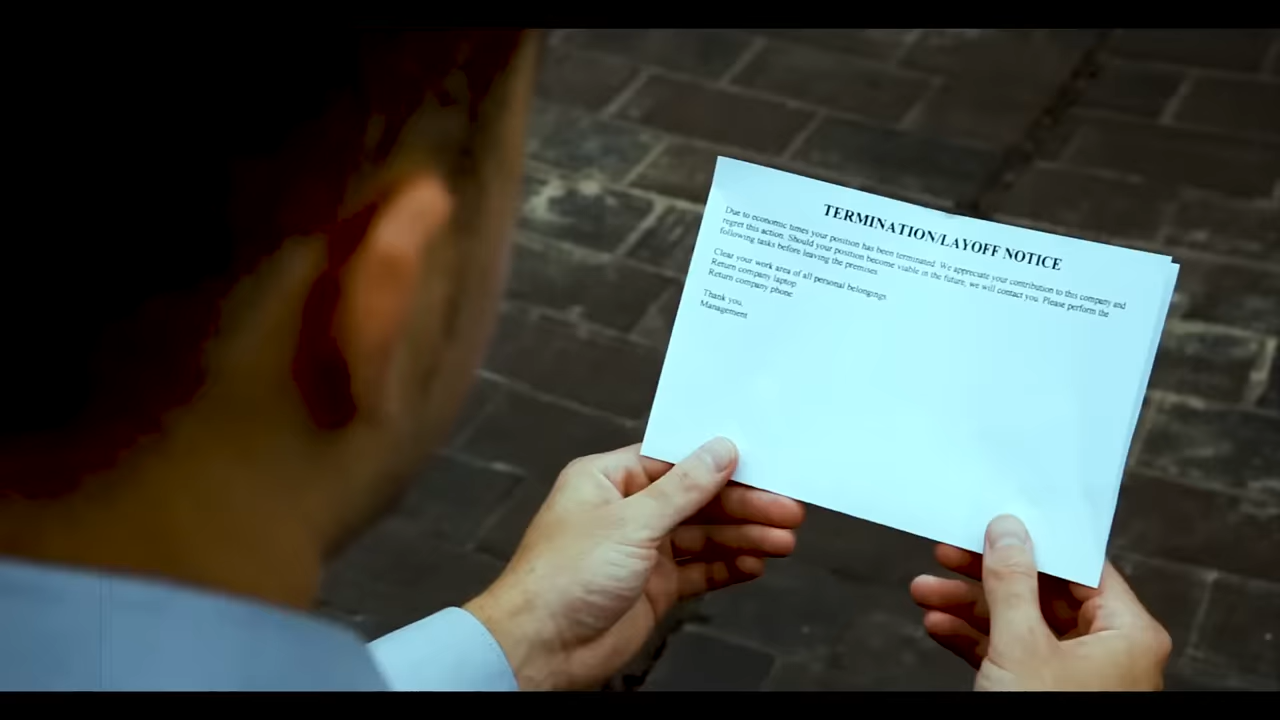 TERMINATION/LAYOFF NOTICE
Due to economic times your position has been terminated. We appreciate your contribution to this company and
regret this action. Should your position become viable in the future, we will contact you. Please perform the
following tasks before leaving the premises
Clear your work area of all personal belongings
Return company laptop
Return company phone
Thank you,
Management